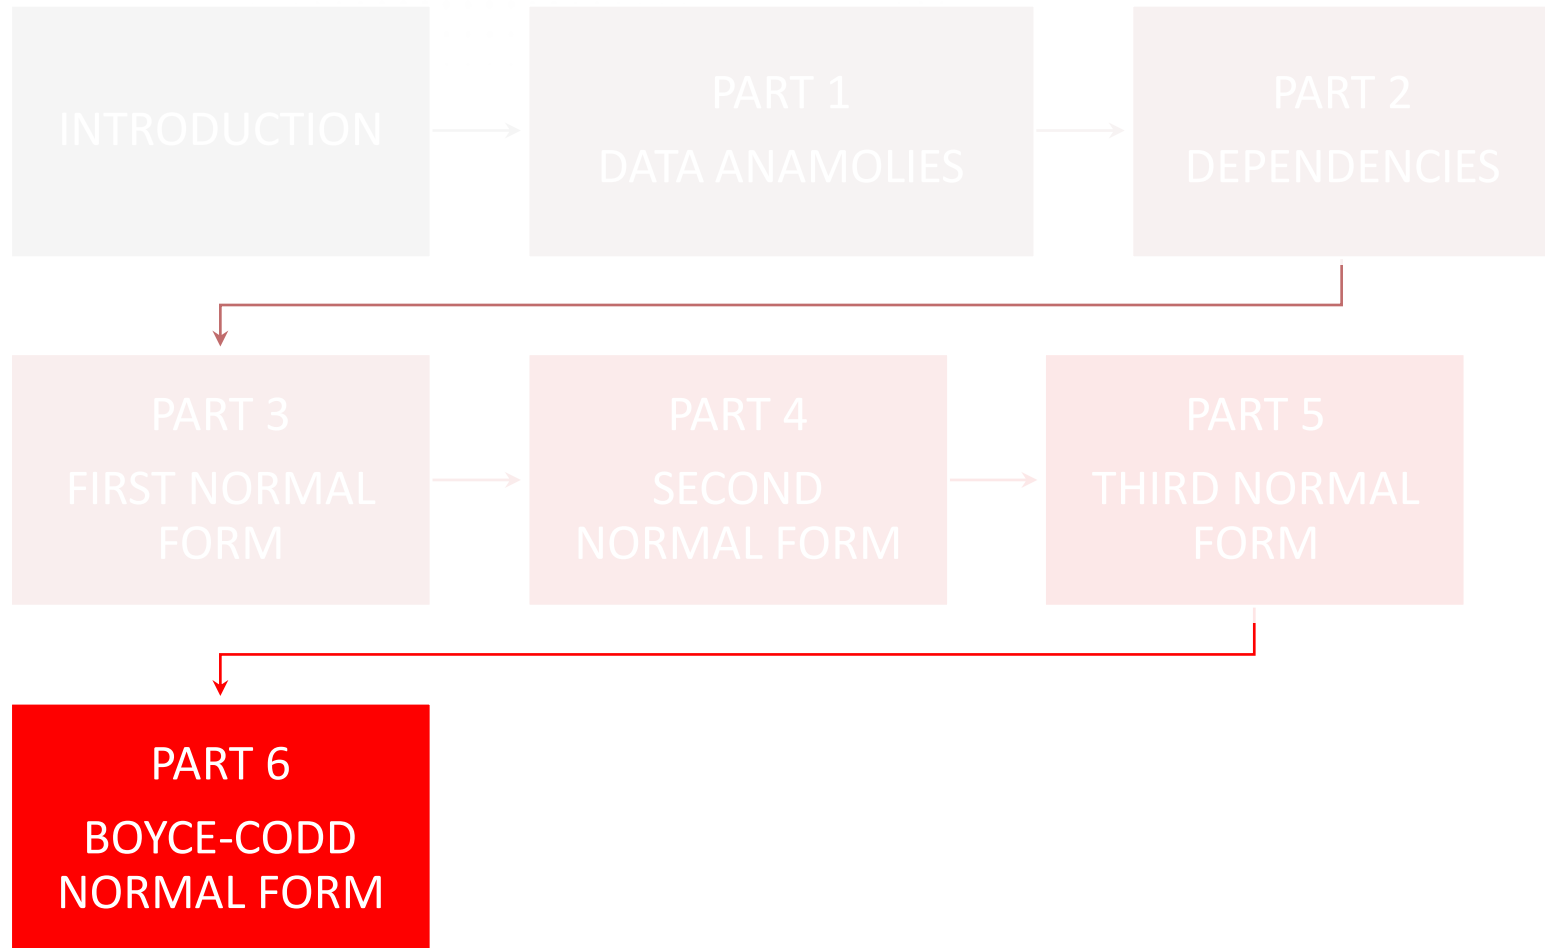 INTRODUCTION
PART 1
DATA ANAMOLIES
PART 2
DEPENDENCIES
PART 3
FIRST NORMAL
FORM
PART 4
SECOND
NORMAL FORM
PART 5
THIRD NORMAL
FORM
PART 6
BOYCE-CODD
NORMAL FORM